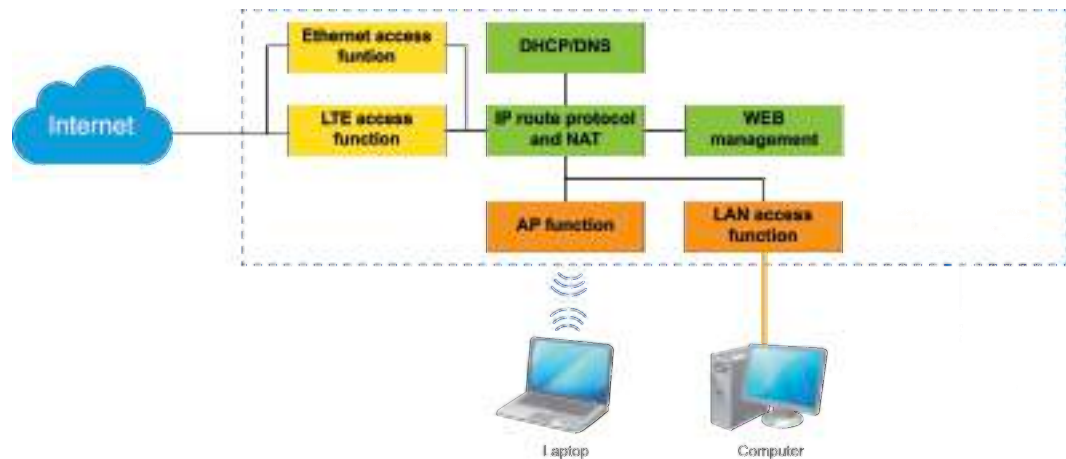 Ethernet access
funtion
DHCP/DNS
Internet
LTE access
function
IP route protocol
and NAT
WEB
management
AP function
LAN access
function
Laptop
Computer